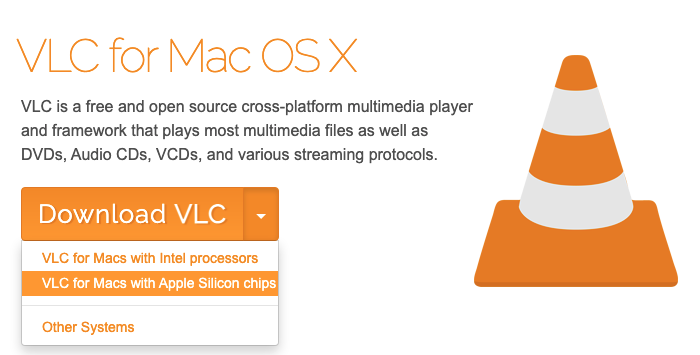 VLC for Mac OS X
VLC is a free and open source cross-platform multimedia player
and framework that plays most multimedia files as well as
DVDs, Audio CDs, VCDs, and various streaming protocols.
Download VLC
VLC for Macs with Intel processors
VLC for Macs with Apple Silicon chips
Other Systems